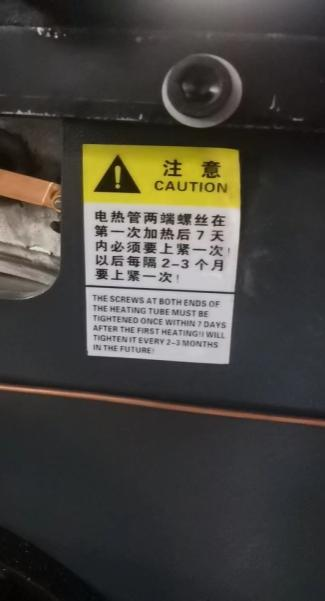 注 意
CAUTION
电热管两端螺丝在
第一次加热后7天
内必须要上紧一次!
以后每隔2-3个月
要上紧一次!
THE SCREWS AT BOTH ENDS OF
THE HEATING TUBE MUST BE
TIGHTENED ONCE WITHIN 7 DAYS
AFTER THE FIRST HEATING!I WILL
TIGHTEN IT EVERY 2-3 MONTHS
IN THE FUTURE!